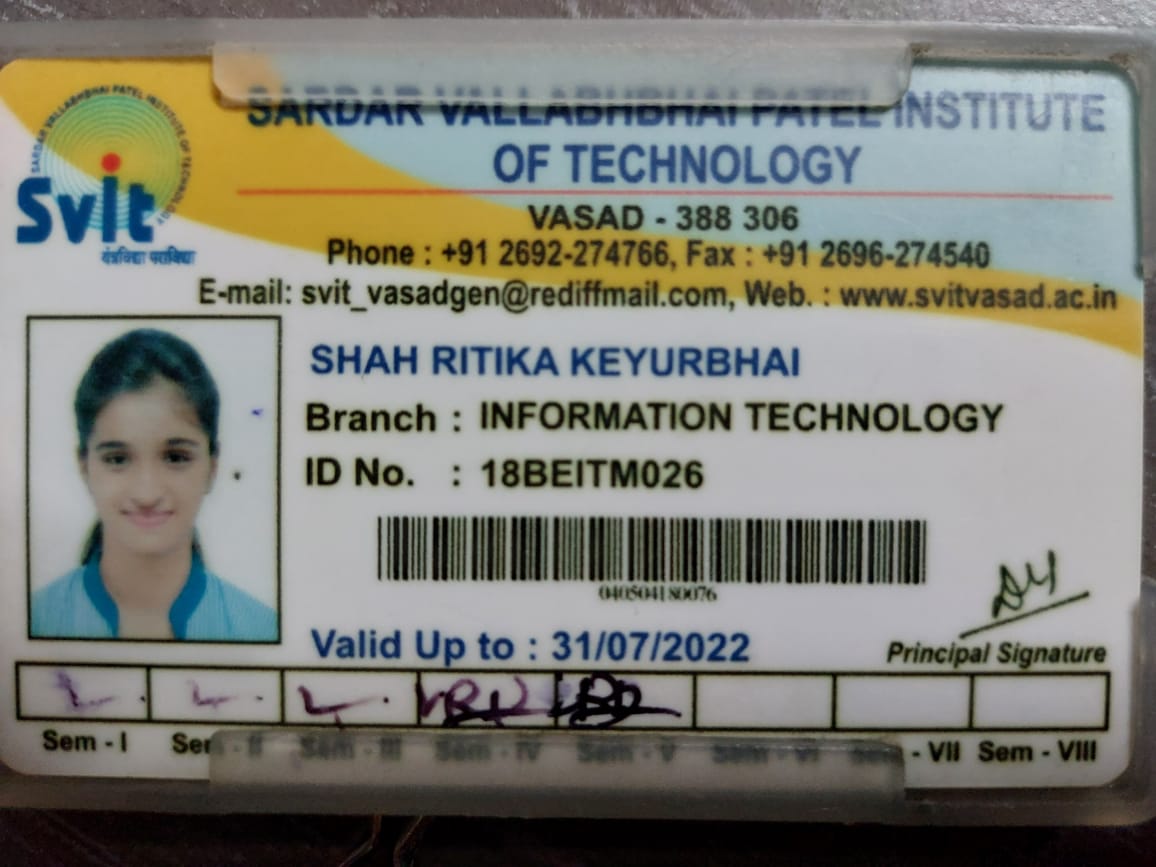 SARDAR VALLABHBHAI PATEL INSTITUTE OF TECHNOLOGY
Svit
यंत्रविद्या पराविद्या
SARDAR VALLABHBHAI PATEL INSTITUTE
OF TECHNOLOGY
VASAD - 388 306
Phone : +91 2692-274766, Fax : +91 2696-274540
E-mail: svit_vasadgen@rediffmail.com, Web. : www.svitvasad.ac.in
SHAH RITIKA KEYURBHAI
Branch : INFORMATION TECHNOLOGY
ID No. : 18BEITM026
040504180076
Valid Up to : 31/07/2022
Principal Signature
Sem - I Sem - II Sem - III Sem - IV Sem - V Sem - VI Sem - VII Sem - VIII